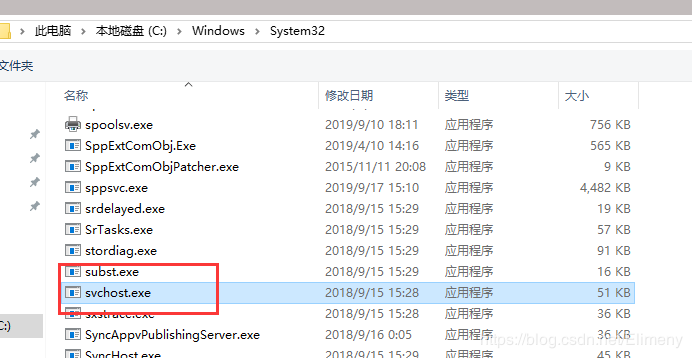 此电脑 > 本地磁盘 (C:) > Windows > System32
文件夹
名称 修改日期 类型 大小
spoolsv.exe 2019/9/10 18:11 应用程序 756 KB
SppExtComObj.Exe 2019/4/10 14:16 应用程序 565 KB
SppExtComObjPatcher.exe 2015/11/11 20:08 应用程序 9 KB
sppsvc.exe 2019/9/17 15:10 应用程序 4,482 KB
srdelayed.exe 2018/9/15 15:29 应用程序 19 KB
SrTasks.exe 2018/9/15 15:29 应用程序 57 KB
stordiag.exe 2018/9/15 15:29 应用程序 91 KB
subst.exe 2018/9/15 15:29 应用程序 16 KB
svchost.exe 2018/9/15 15:28 应用程序 51 KB
C:) sxstrace.exe 2018/9/15 15:29 应用程序 36 KB
SyncAppvPublishingServer.exe 2018/9/16 0:05 应用程序 36 KB
SyncHost.exe 2018/9/15 15:29 应用程序 KB